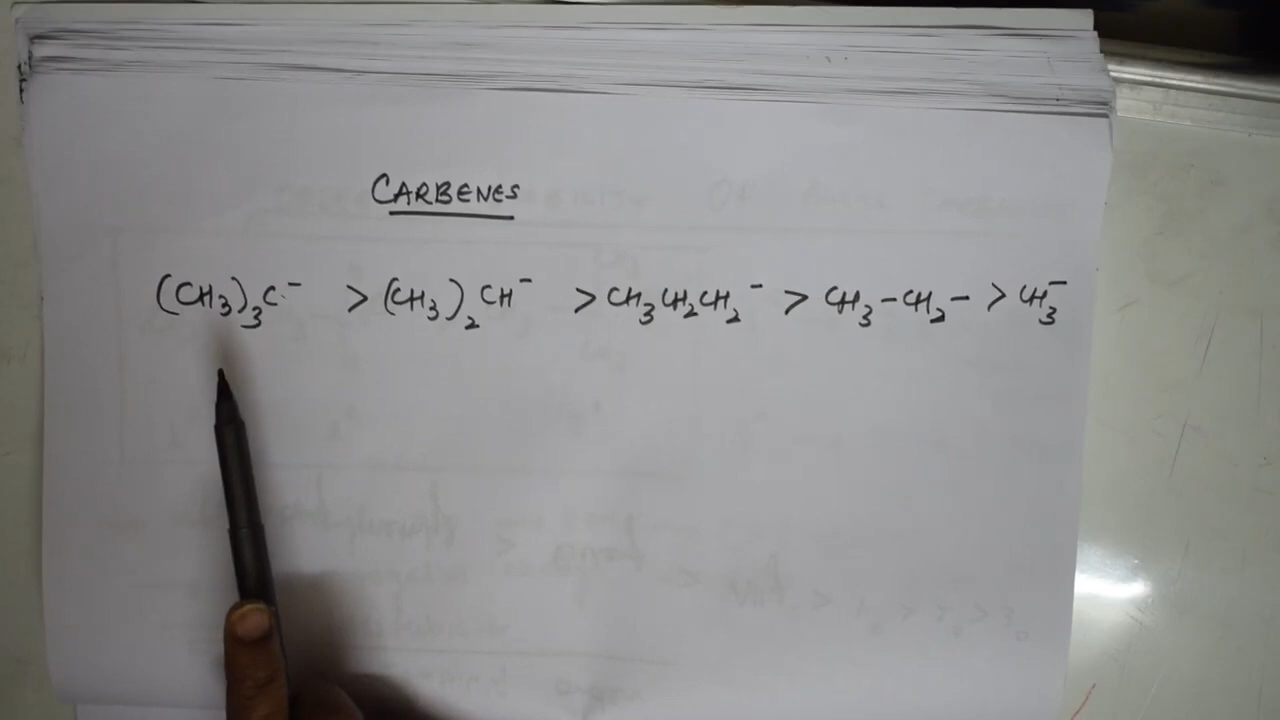 CARBENES
(CH₃)₃C⁻ > (CH₃)₂CH⁻ > CH₃CH₂CH₂⁻ > CH₃-CH₂- > CH₃⁻